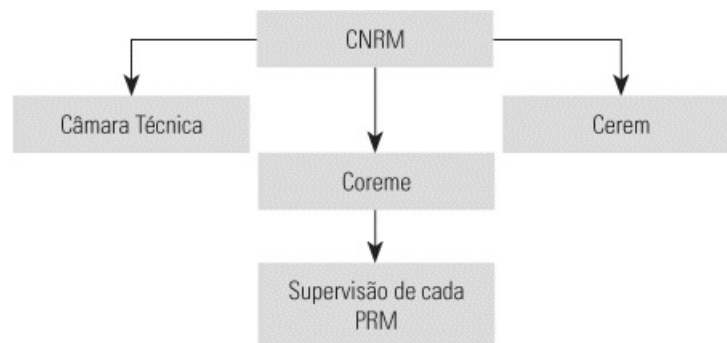 CNRM
Câmara Técnica
Cerem
Coreme
Supervisão de cada
PRM